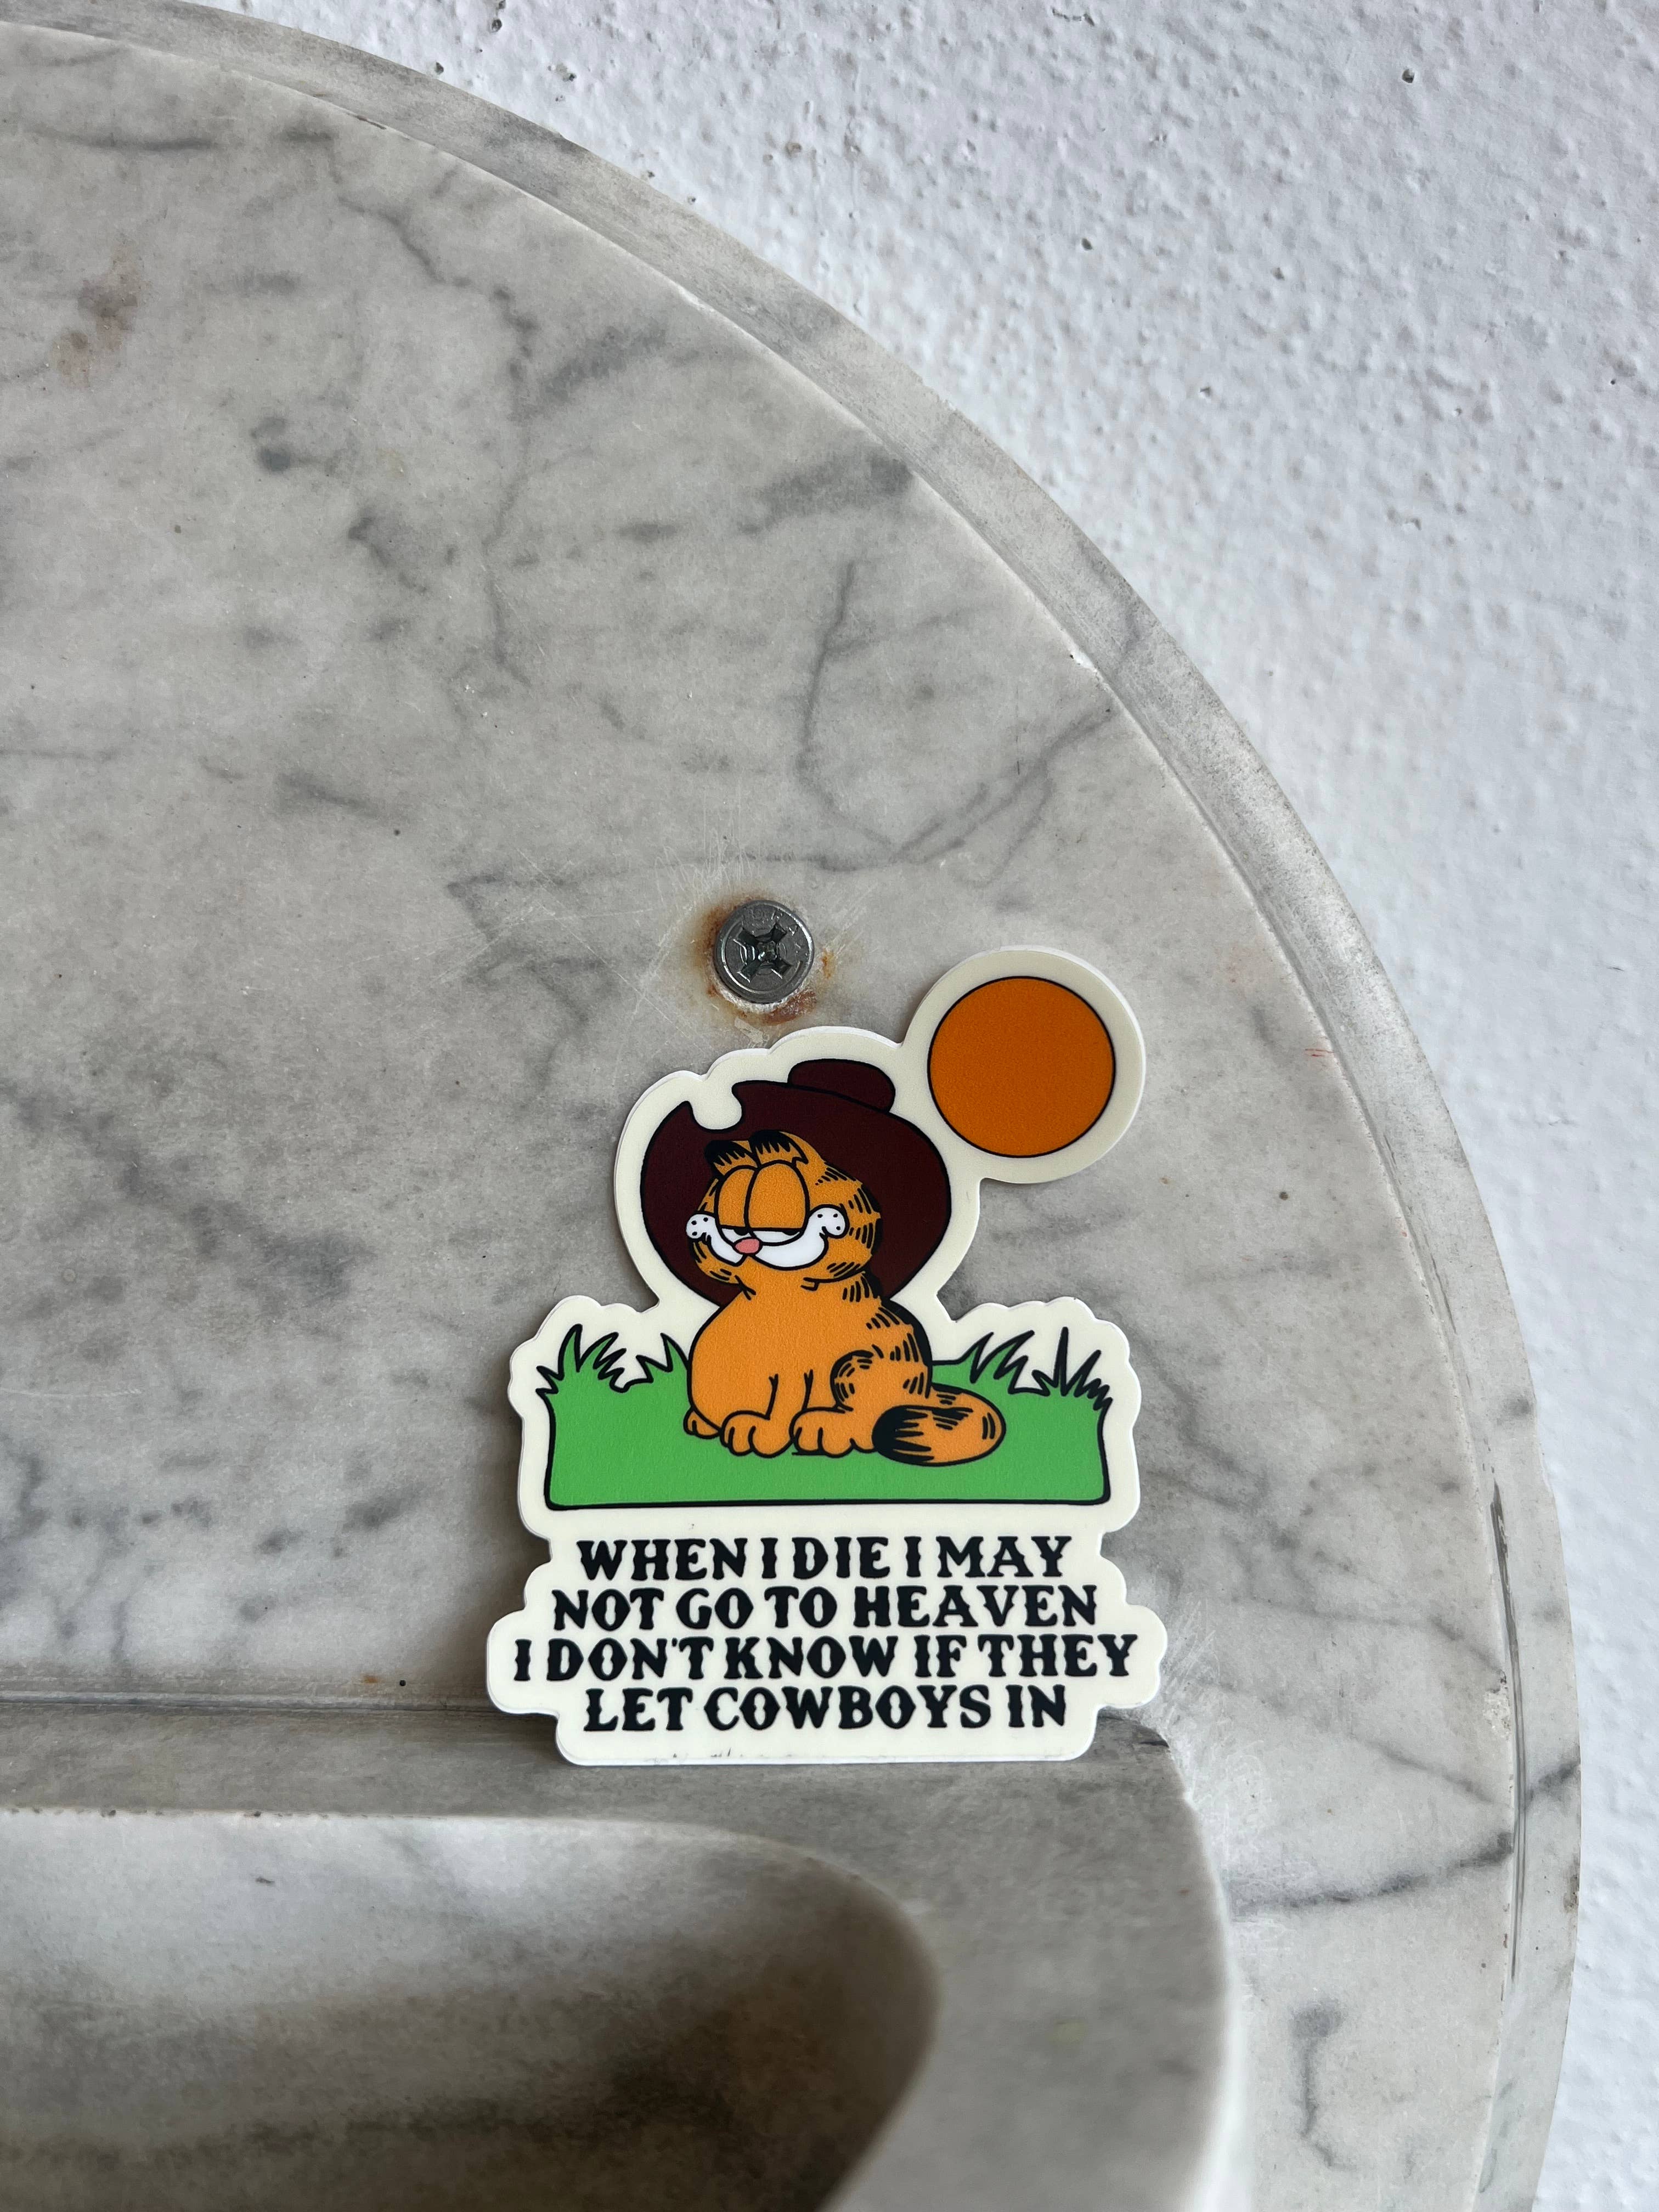 WHEN I DIE I MAY
NOT GO TO HEAVEN
I DON'T KNOW IF THEY
LET COWBOYS IN